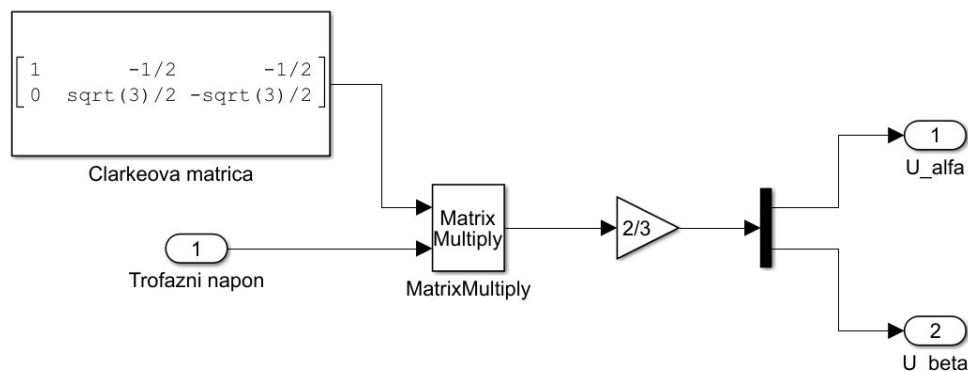 1 -1/2 -1/2
0 sqrt(3)/2 -sqrt(3)/2
Clarkeova matrica
1
Trofazni napon
Matrix
Multiply
MatrixMultiply
2/3
1
U_alfa
2
U_beta